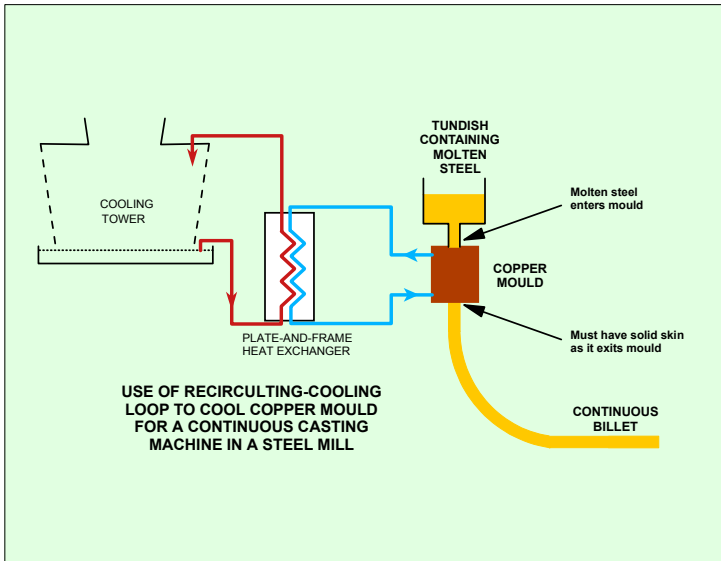 TUNDISH
CONTAINING
MOLTEN
STEEL
Molten steel
enters mould
COOLING
TOWER
COPPER
MOULD
PLATE-AND-FRAME
HEAT EXCHANGER
Must have solid skin
as it exits mould
USE OF RECIRCULTING-COOLING
LOOP TO COOL COPPER MOULD
FOR A CONTINUOUS CASTING
MACHINE IN A STEEL MILL
CONTINUOUS
BILLET